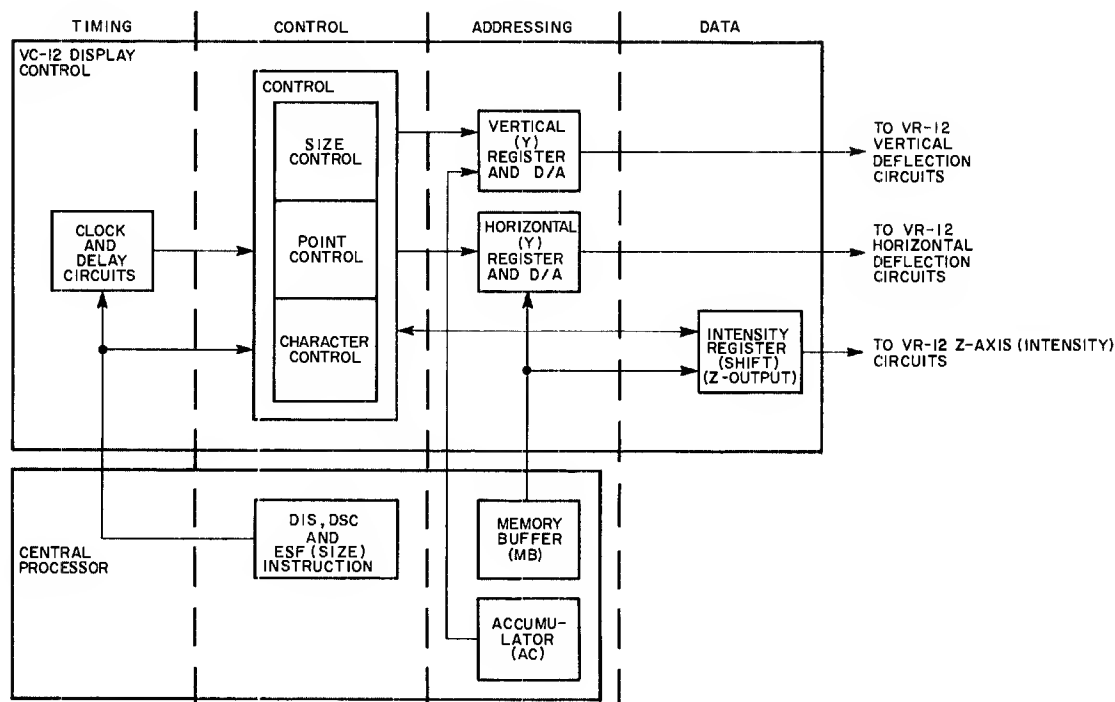 TIMING
CONTROL
ADDRESSING
DATA
VC-12 DISPLAY
CONTROL
CONTROL
SIZE
CONTROL
POINT
CONTROL
CHARACTER
CONTROL
CLOCK
AND
DELAY
CIRCUITS
VERTICAL
(Y)
REGISTER
AND D/A
HORIZONTAL
(Y)
REGISTER
AND D/A
INTENSITY
REGISTER
(SHIFT)
(Z-OUTPUT)
TO VR-12
VERTICAL
DEFLECTION
CIRCUITS
TO VR-12
HORIZONTAL
DEFLECTION
CIRCUITS
TO VR-12 Z-AXIS (INTENSITY)
CIRCUITS
CENTRAL
PROCESSOR
DIS, DSC
AND
ESF (SIZE)
INSTRUCTION
MEMORY
BUFFER
(MB)
ACCUMU-
LATOR
(AC)